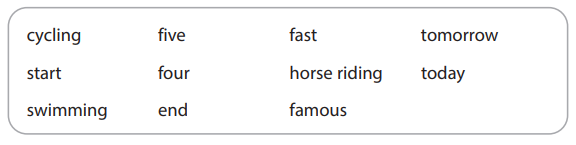 cycling five fast tomorrow
start four horse riding today
swimming end famous